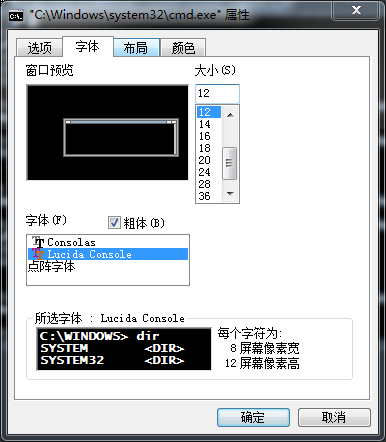 "C:\Windows\system32\cmd.exe" 属性
选项 字体 布局 颜色
窗口预览 大小(S)
12
12
14
16
18
20
24
28
36
字体(F) 粗体(B)
Consolas
Lucida Console
点阵字体
所选字体 : Lucida Console
C:\WINDOWS> dir
SYSTEM <DIR>
SYSTEM32 <DIR>
每个字符为:
8 屏幕像素宽
12 屏幕像素高
确定 取消